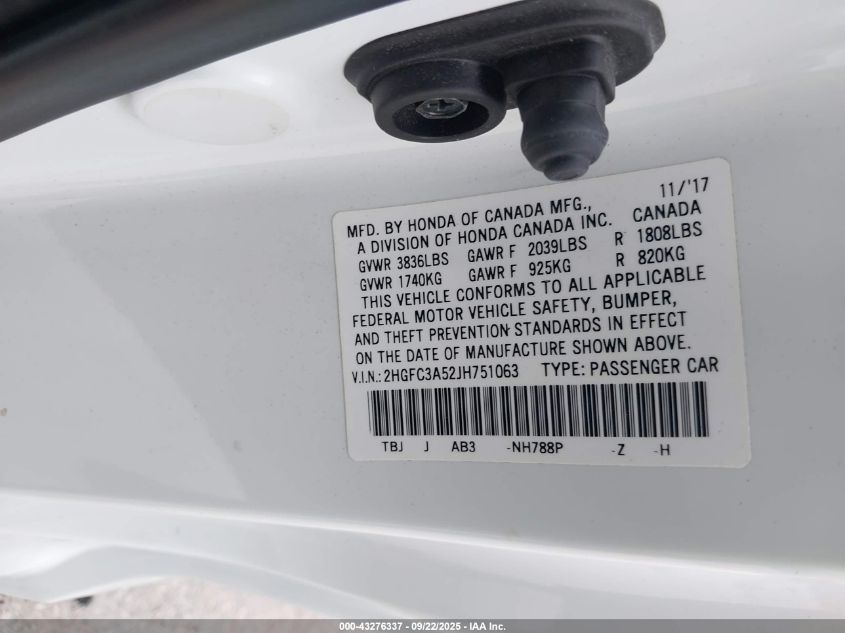 11/'17
MFD. BY HONDA OF CANADA MFG.,
A DIVISION OF HONDA CANADA INC. CANADA
GVWR 3836LBS GAWR F 2039LBS R 1808LBS
GVWR 1740KG GAWR F 925KG R 820KG
THIS VEHICLE CONFORMS TO ALL APPLICABLE
FEDERAL MOTOR VEHICLE SAFETY, BUMPER,
AND THEFT PREVENTION STANDARDS IN EFFECT
ON THE DATE OF MANUFACTURE SHOWN ABOVE.
V.I.N.: 2HGFC3A52JH751063 TYPE: PASSENGER CAR
TBJ J AB3 -NH788P -Z -H
000-43276337 - 09/22/2025 - IAA Inc.